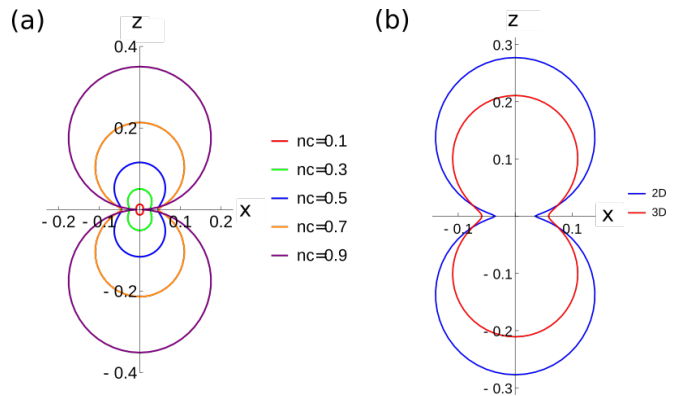 (a)
z
0.4
0.2
- 0.2 - 0.1 0 0.1 0.2 x
- 0.2
- 0.4
nc=0.1
nc=0.3
nc=0.5
nc=0.7
nc=0.9
(b)
z
0.3
0.2
0.1
- 0.1 0.1 x
- 0.1
- 0.2
- 0.3
2D
3D